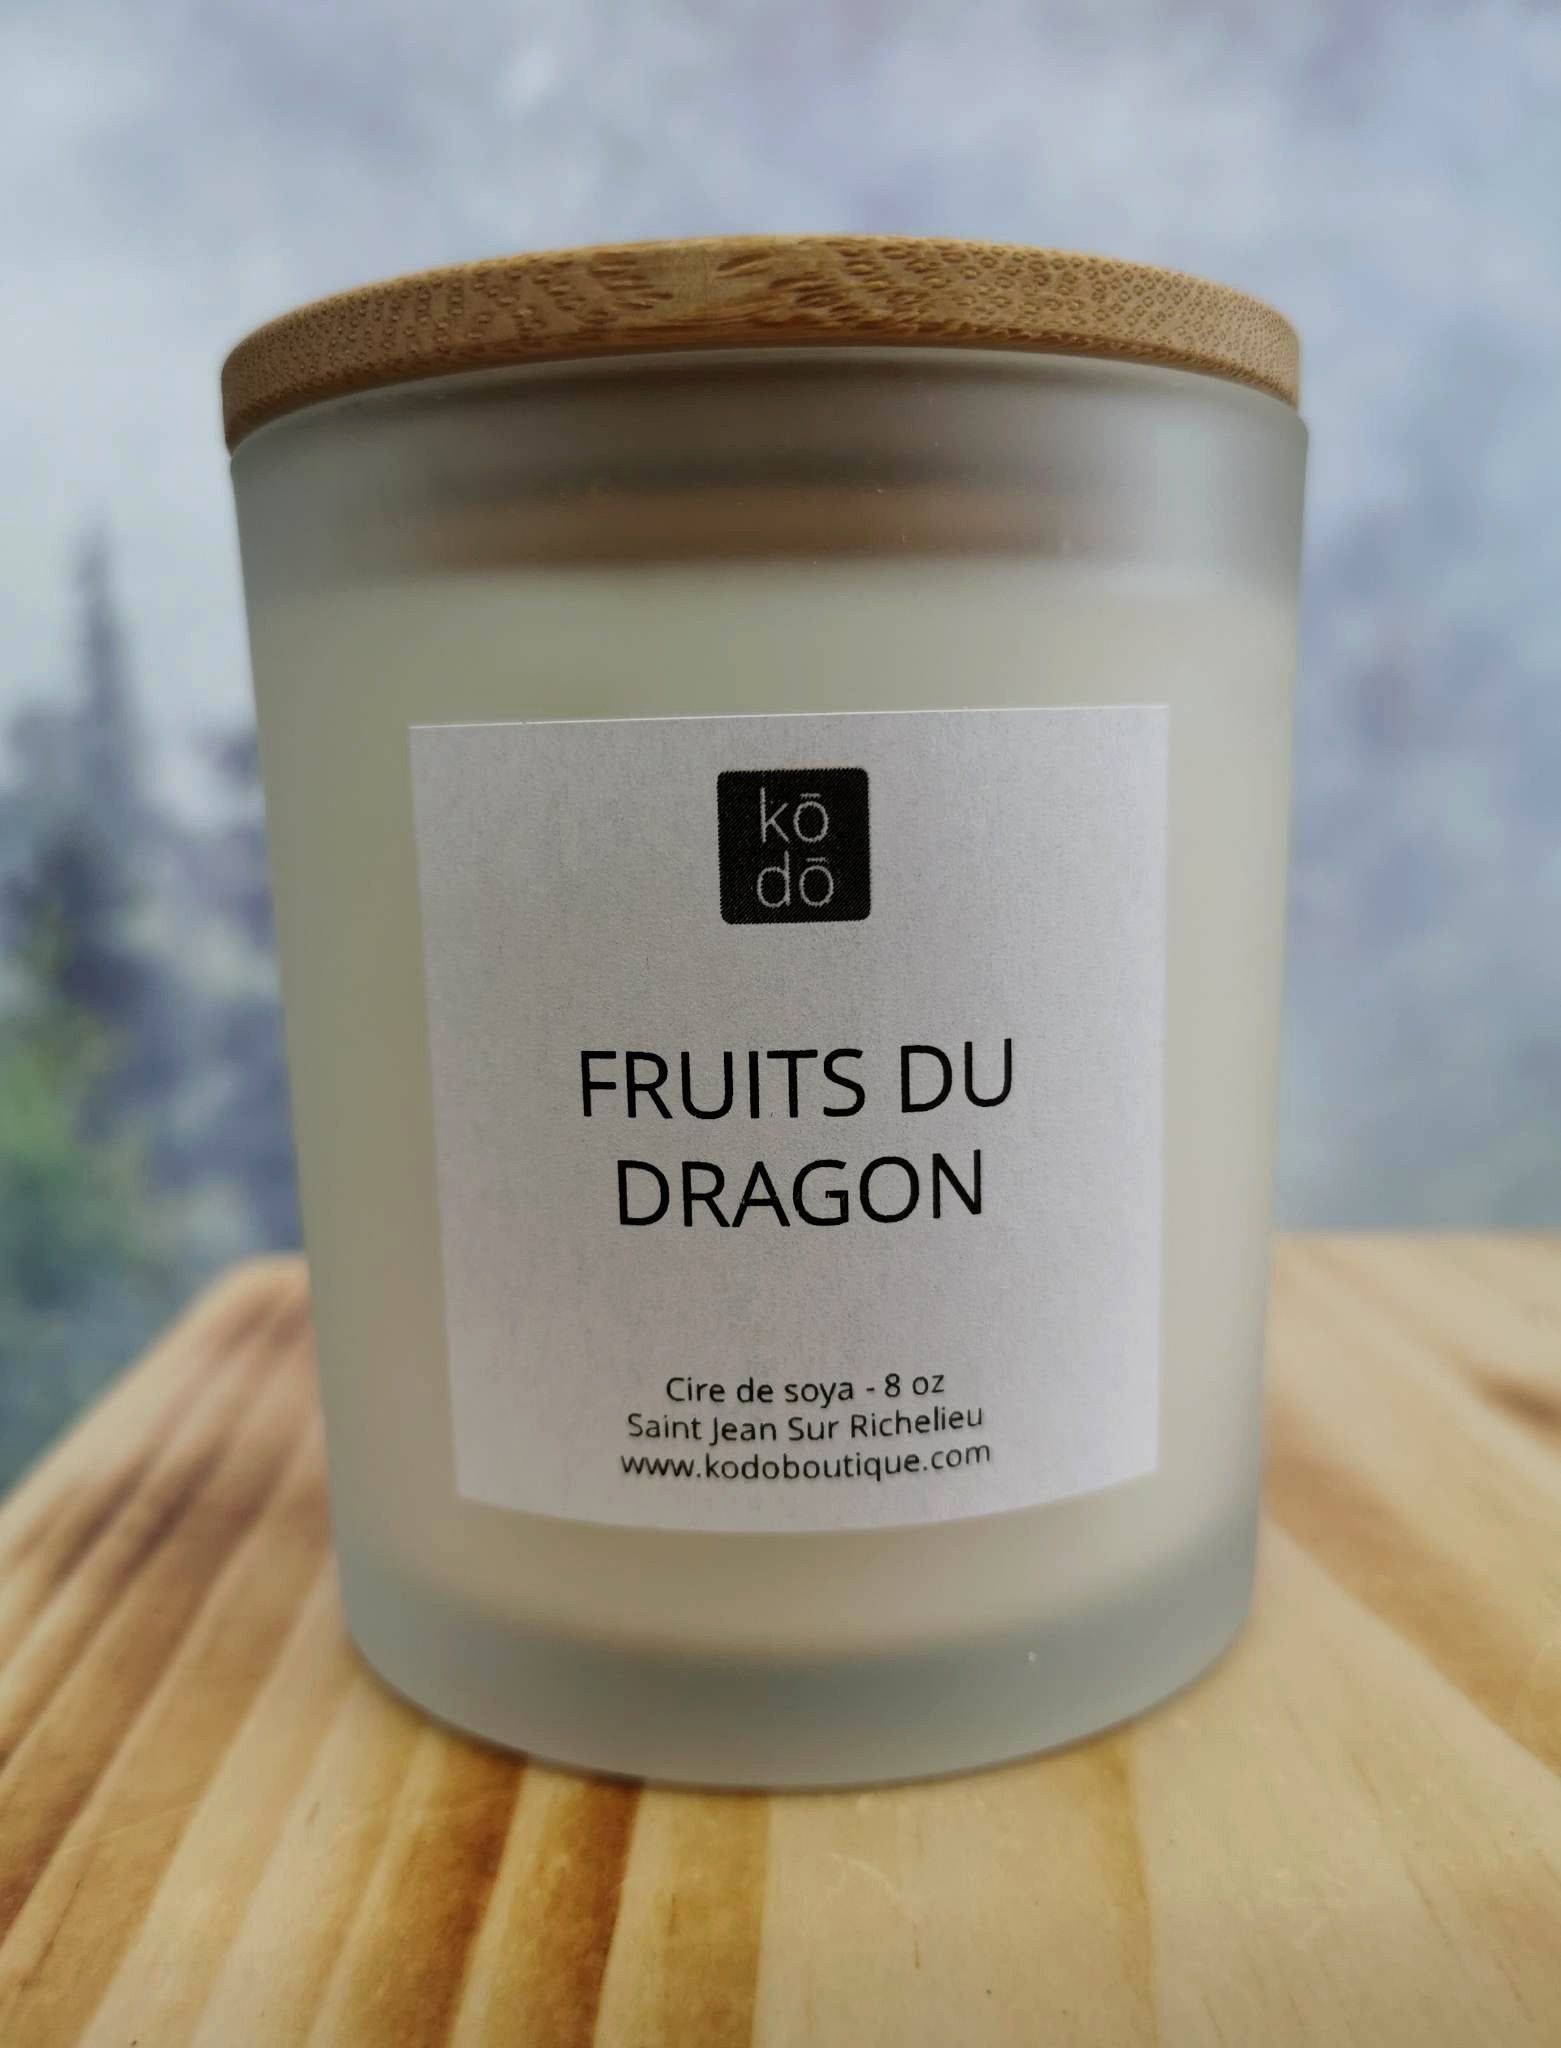 kō
dō
FRUITS DU
DRAGON
Cire de soya - 8 oz
Saint Jean Sur Richelieu
www.kodoboutique.com